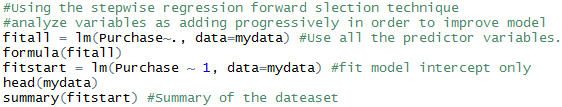 #Using the stepwise regression forward slection technique
#analyze variables as adding progressively in order to improve model
fitall = lm(Purchase~., data=mydata) #Use all the predictor variables.
formula(fitall)
fitstart = lm(Purchase ~ 1, data=mydata) #fit model intercept only
head(mydata)
summary(fitstart) #Summary of the dateaset